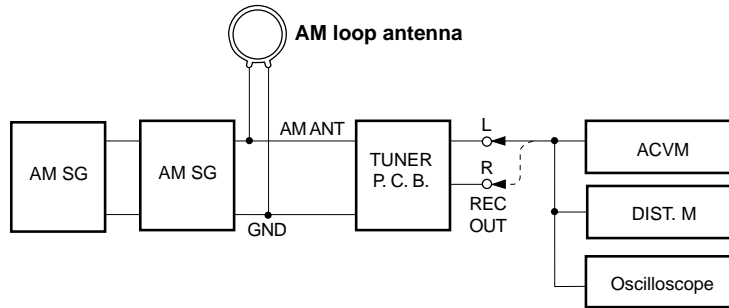 AM loop antenna
AM SG
AM SG
AM ANT
GND
TUNER
P. C. B.
L
R
REC
OUT
ACVM
DIST. M
Oscilloscope